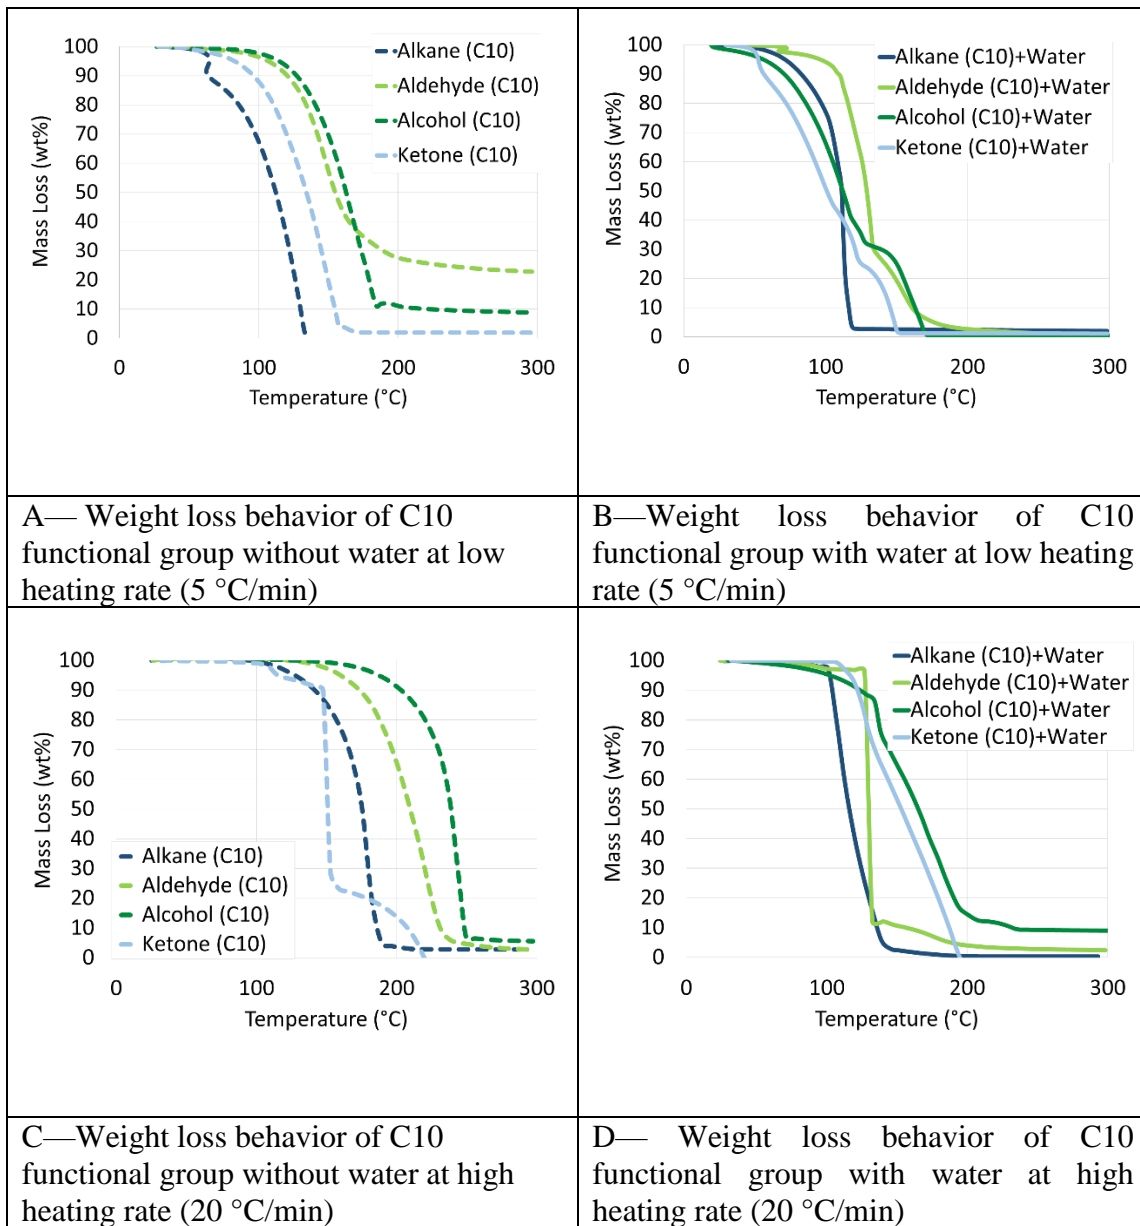 100
90
80
70
60
50
40
30
20
10
0
Mass Loss (wt%)
Alkane (C10)
Aldehyde (C10)
Alcohol (C10)
Ketone (C10)
0 100 200 300
Temperature (°C)
100
90
80
70
60
50
40
30
20
10
0
Mass Loss (wt%)
Alkane (C10)+Water
Aldehyde (C10)+Water
Alcohol (C10)+Water
Ketone (C10)+Water
0 100 200 300
Temperature (°C)
A— Weight loss behavior of C10
functional group without water at low
heating rate (5 °C/min)
B—Weight loss behavior of C10
functional group with water at low heating
rate (5 °C/min)
100
90
80
70
60
50
40
30
20
10
0
Mass Loss (wt%)
Alkane (C10)
Aldehyde (C10)
Alcohol (C10)
Ketone (C10)
0 100 200 300
Temperature (°C)
100
90
80
70
60
50
40
30
20
10
0
Mass Loss (wt%)
Alkane (C10)+Water
Aldehyde (C10)+Water
Alcohol (C10)+Water
Ketone (C10)+Water
0 100 200 300
Temperature (°C)
C—Weight loss behavior of C10
functional group without water at high
heating rate (20 °C/min)
D— Weight loss behavior of C10
functional group with water at high
heating rate (20 °C/min)